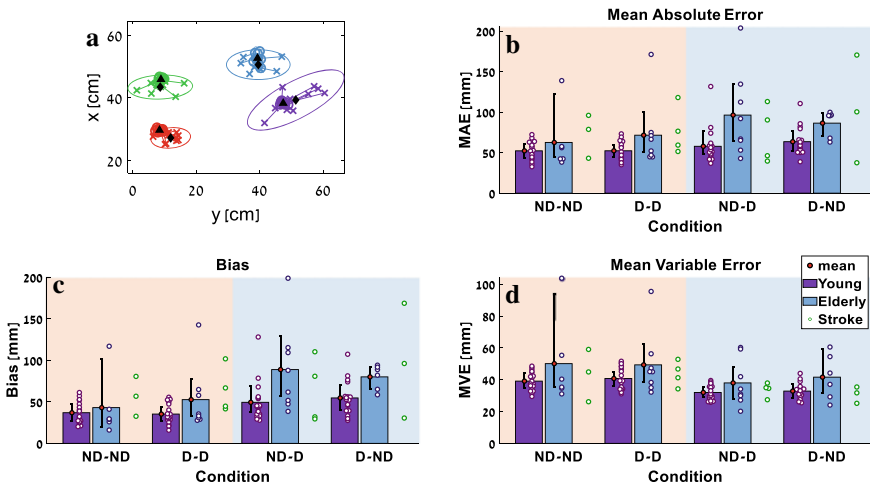 a
60
40
20
x [cm]
0 20 40 60
y [cm]
Mean Absolute Error
b
200
150
100
50
0
MAE [mm]
ND-ND D-D ND-D D-ND
Condition
Bias
c
200
150
100
50
0
Bias [mm]
ND-ND D-D ND-D D-ND
Condition
Mean Variable Error
d
100
80
60
40
20
0
MVE [mm]
ND-ND D-D ND-D D-ND
Condition
mean
Young
Elderly
Stroke